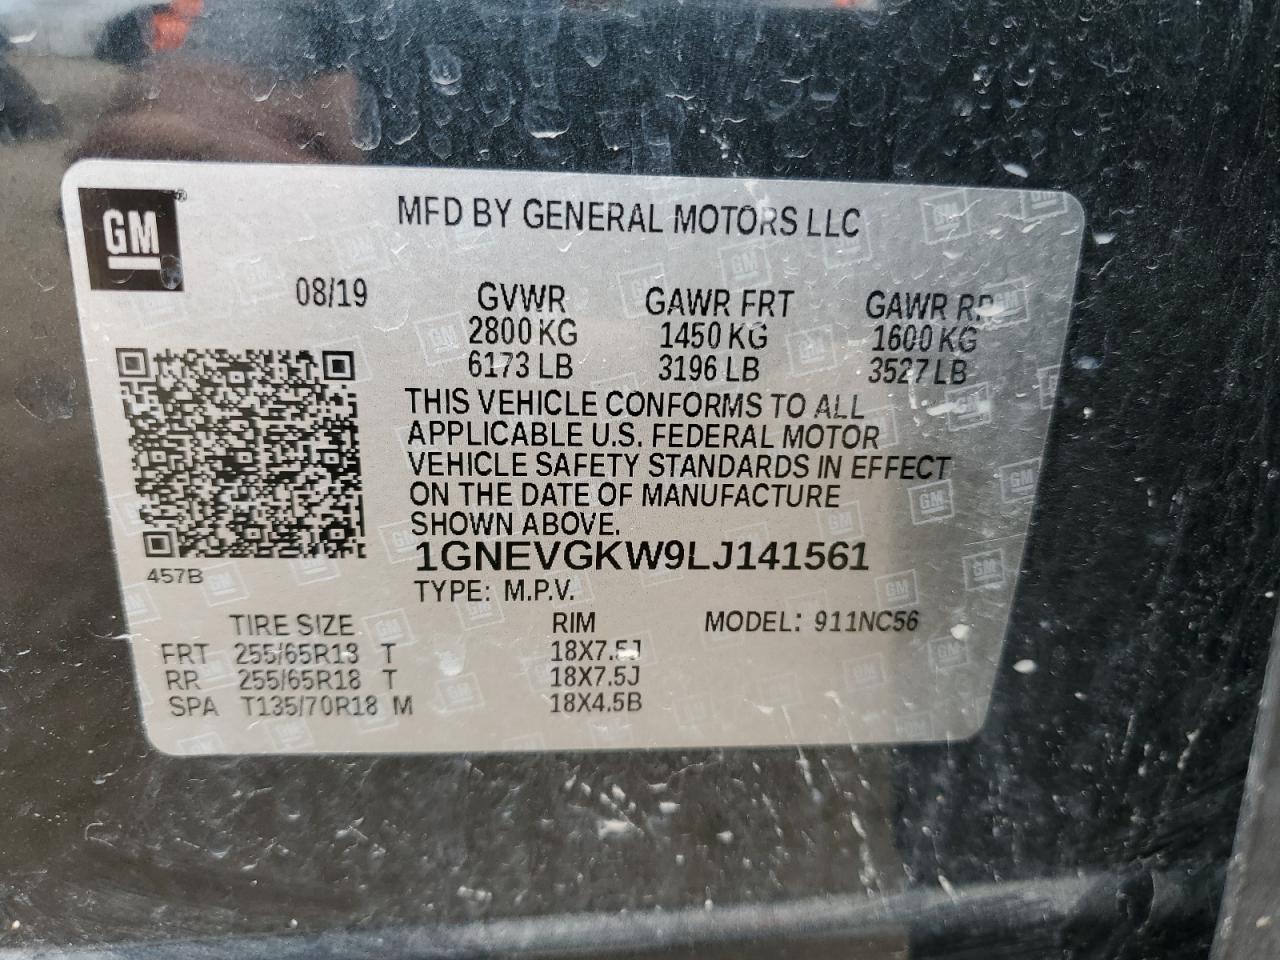 GM
MFD BY GENERAL MOTORS LLC
08/19 GVWR GAWR FRT GAWR RR
2800 KG 1450 KG 1600 KG
6173 LB 3196 LB 3527 LB
THIS VEHICLE CONFORMS TO ALL
APPLICABLE U.S. FEDERAL MOTOR
VEHICLE SAFETY STANDARDS IN EFFECT
ON THE DATE OF MANUFACTURE
SHOWN ABOVE.
1GNEVGKW9LJ141561
457B
TYPE: M.P.V.
TIRE SIZE RIM MODEL: 911NC56
FRT 255/65R18 T 18X7.5J
RR 255/65R18 T 18X7.5J
SPA T135/70R18 M 18X4.5B